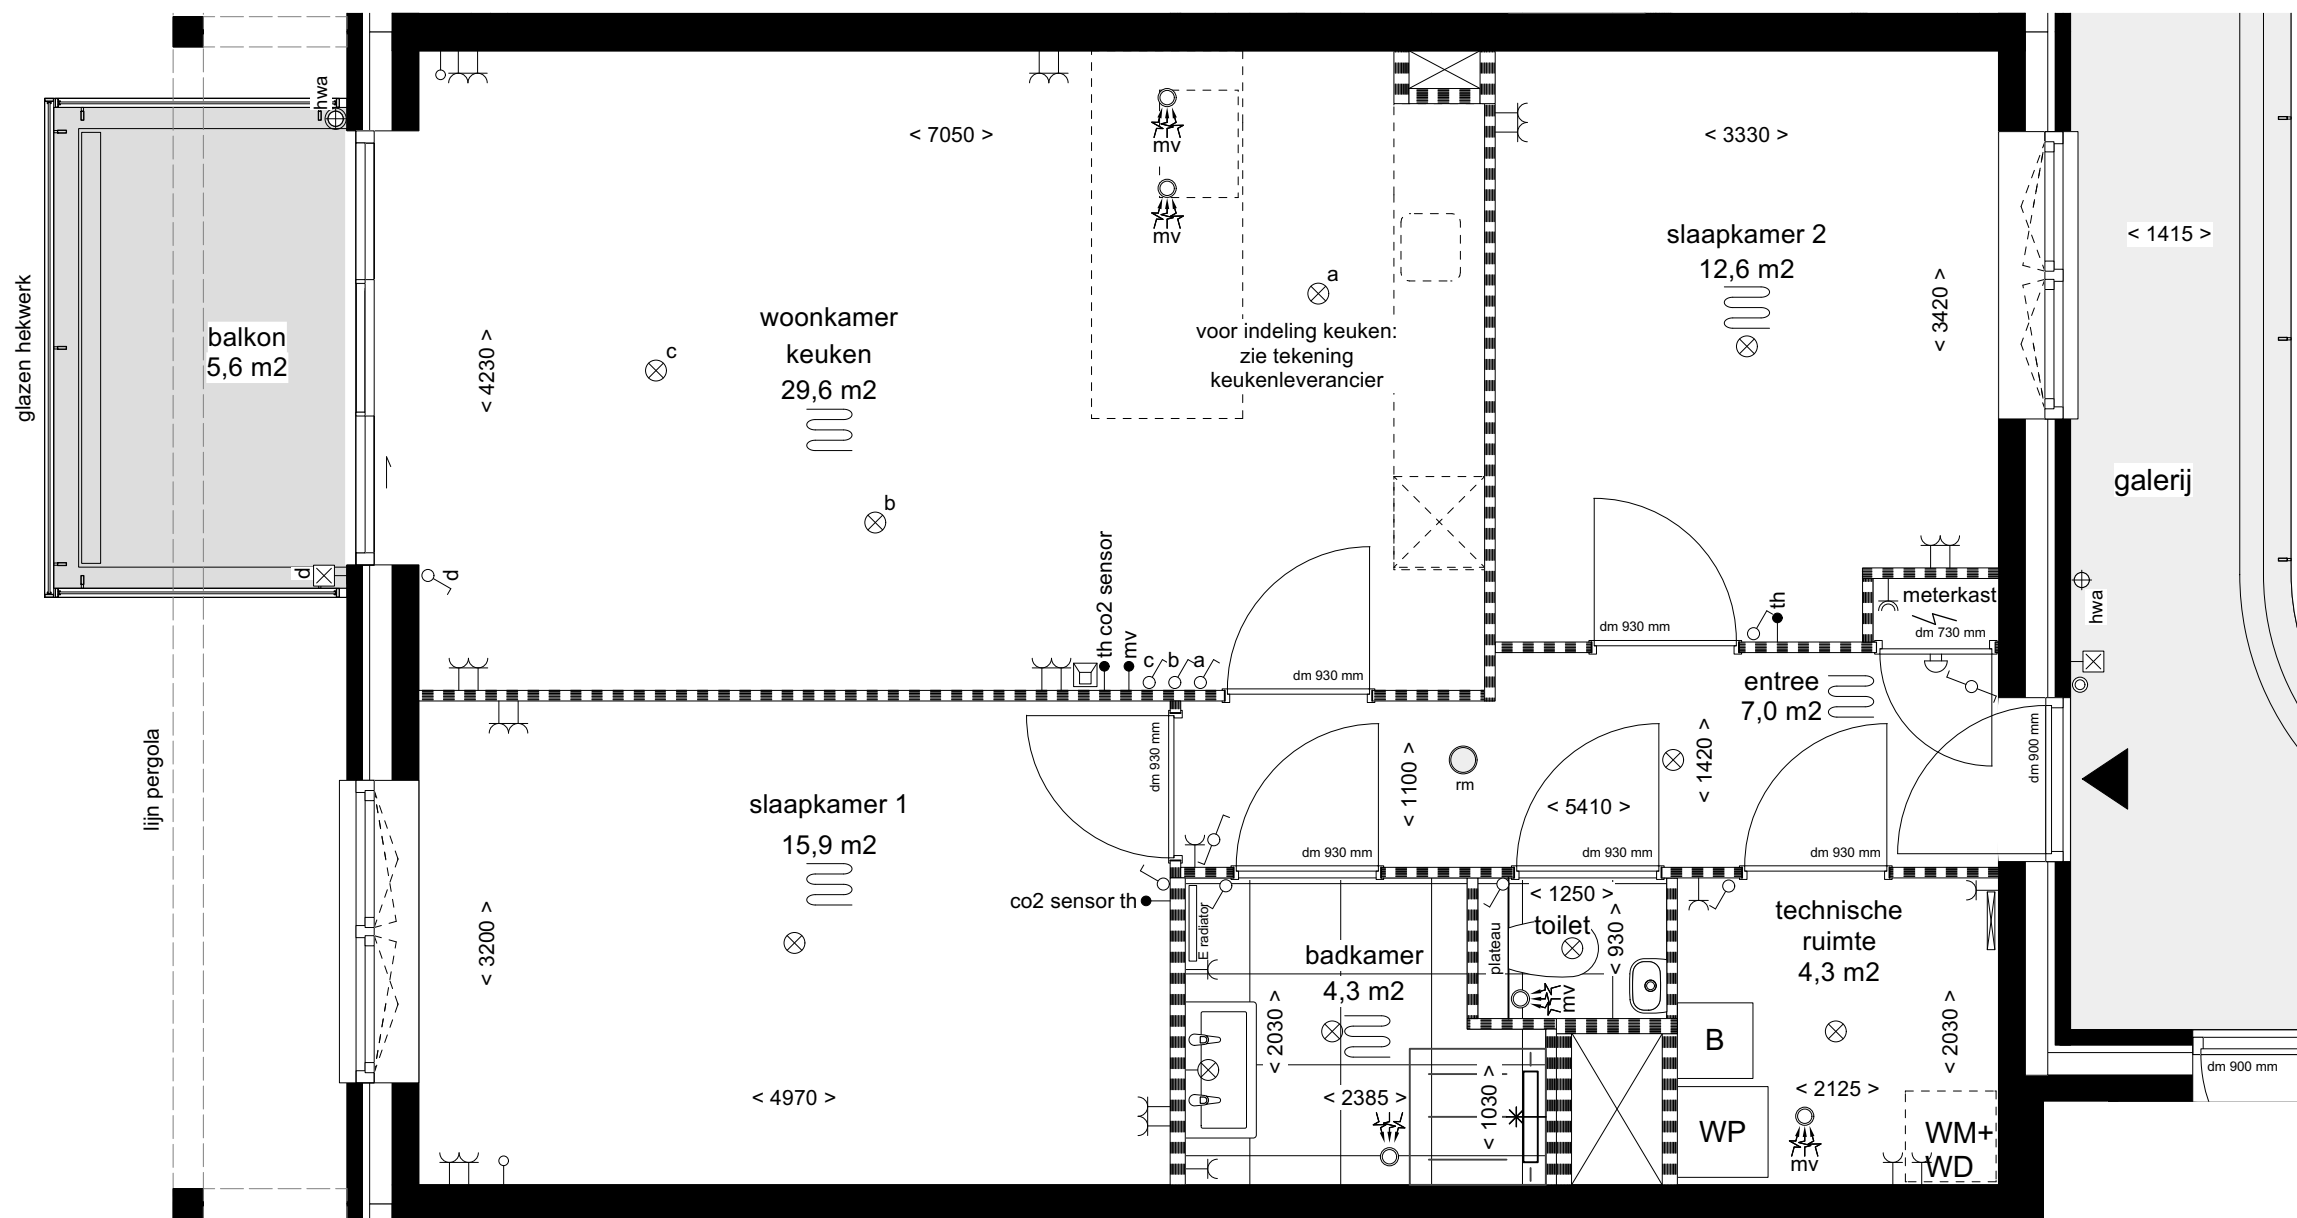 hwa
< 7050 >
mv
mv
< 3330 >
slaapkamer 2
12,6 m2
< 3420 >
< 1415 >
galerij
glazen hekwerk
balkon
5,6 m2
d
< 4230 >
woonkamer
keuken
29,6 m2
c
b
a
voor indeling keuken:
zie tekening
keukenleverancier
d
th co2 sensor
mv
c
b
a
dm 930 mm
dm 930 mm
th
meterkast
dm 730 mm
hwa
entree
7,0 m2
< 1420 >
< 1100 >
rm
< 5410 >
dm 900 mm
lijn pergola
dm 930 mm
slaapkamer 1
15,9 m2
< 3200 >
< 4970 >
co2 sensor th
dm 930 mm
dm 930 mm
dm 930 mm
E radiator
badkamer
4,3 m2
< 2030 >
< 2385 >
< 1030 >
plateau
< 1250 >
toilet
< 930 >
mv
technische
ruimte
4,3 m2
B
WP
< 2125 >
< 2030 >
mv
WM+
WD
dm 900 mm